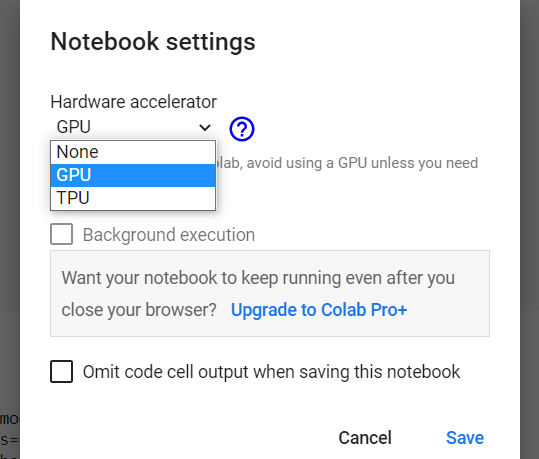 Notebook settings
Hardware accelerator
GPU
None
GPU
TPU
avoid using a GPU unless you need
Background execution
Want your notebook to keep running even after you
close your browser? Upgrade to Colab Pro+
Omit code cell output when saving this notebook
Cancel Save
s=